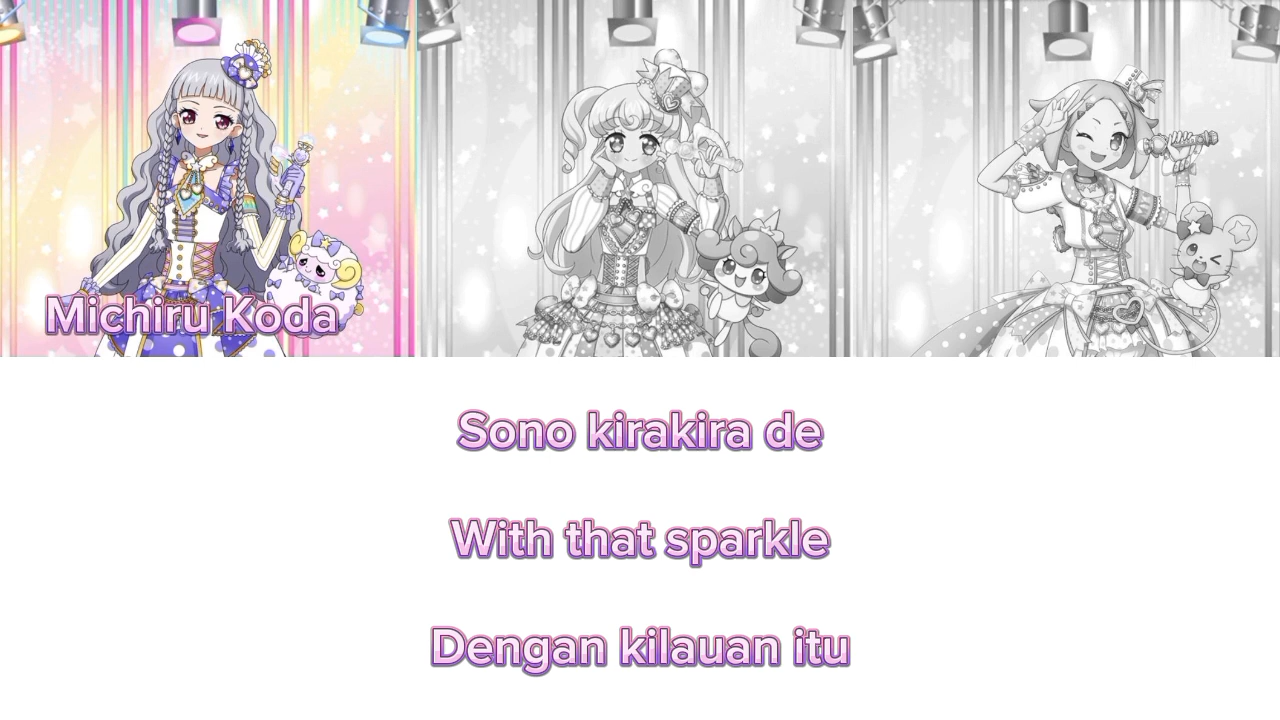 Michiru Koda
Sono kirakira de
With that sparkle
Dengan kilauan itu